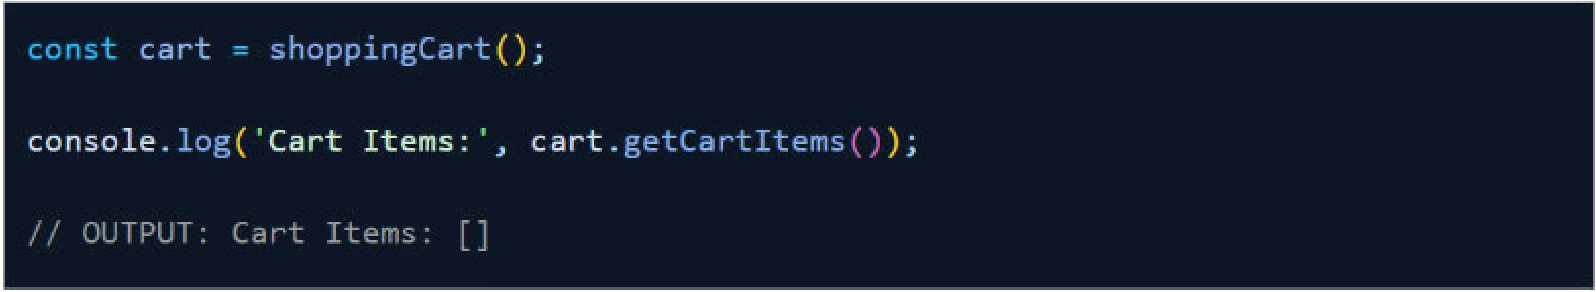 const cart = shoppingCart();
console.log('Cart Items:', cart.getCartItems());
// OUTPUT: Cart Items: []